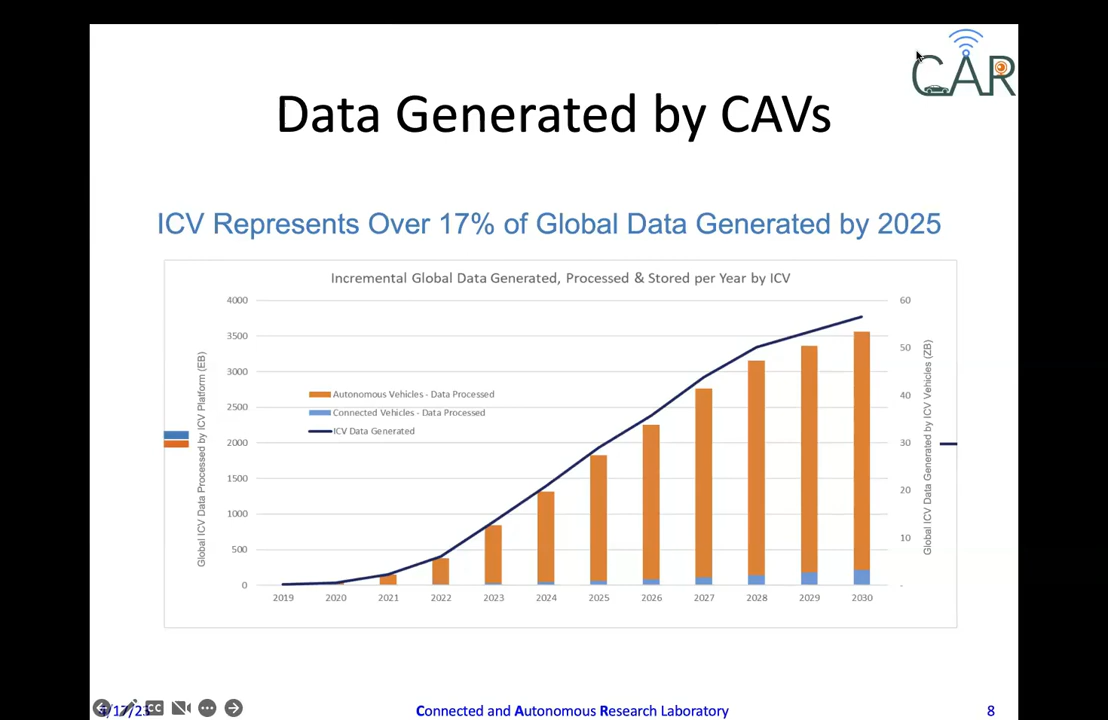 CAR
Data Generated by CAVs
ICV Represents Over 17% of Global Data Generated by 2025
Incremental Global Data Generated, Processed & Stored per Year by ICV
4000
3500
3000
2500
2000
1500
1000
500
0
Global ICV Data Processed by ICV Platform (EB)
Autonomous Vehicles - Data Processed
Connected Vehicles - Data Processed
ICV Data Generated
60
50
40
30
20
10
-
Global ICV Data Generated by ICV Vehicles (ZB)
2019 2020 2021 2022 2023 2024 2025 2026 2027 2028 2029 2030
CC
Connected and Autonomous Research Laboratory
8